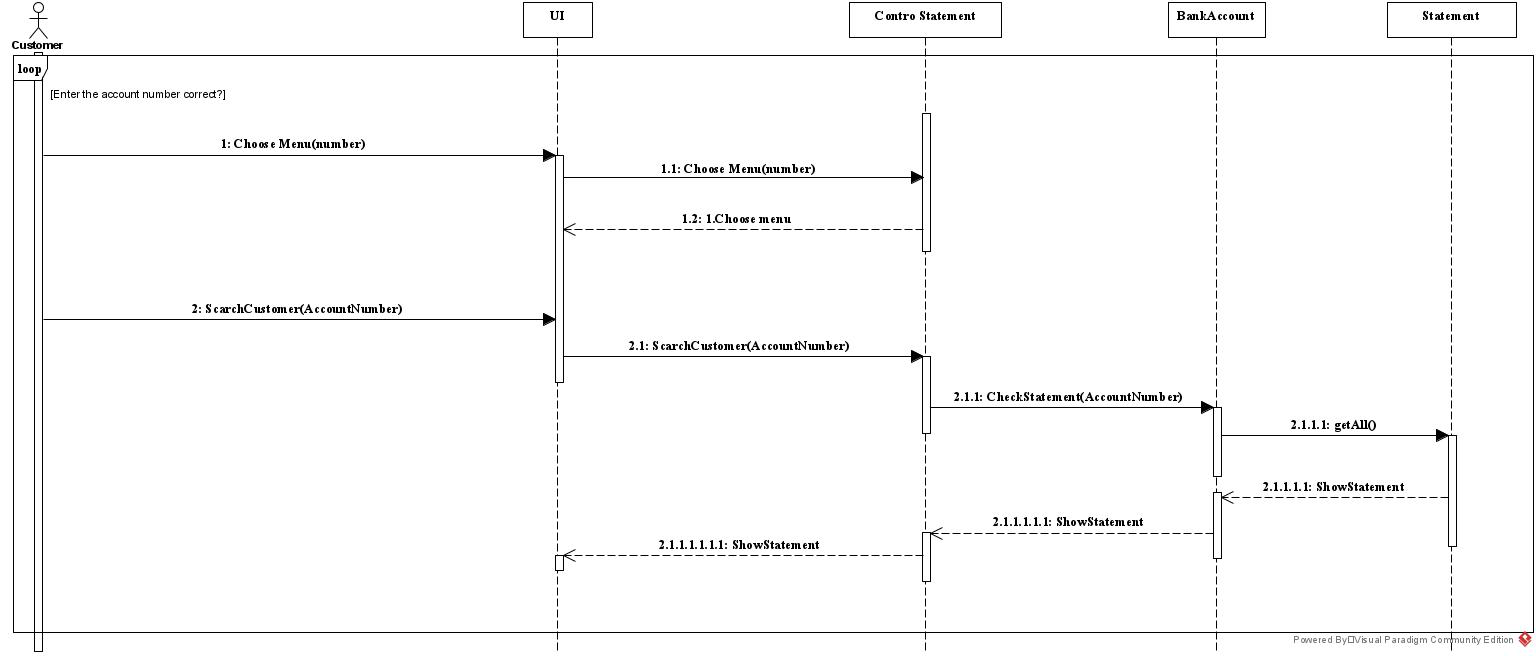 UI
Contro Statement
BankAccount
Statement
Customer
loop
[Enter the account number correct?]
1: Choose Menu(number)
1.1: Choose Menu(number)
1.2: 1.Choose menu
2: ScarchCustomer(AccountNumber)
2.1: ScarchCustomer(AccountNumber)
2.1.1: CheckStatement(AccountNumber)
2.1.1.1: getAll()
2.1.1.1.1: ShowStatement
2.1.1.1.1.1: ShowStatement
2.1.1.1.1.1.1: ShowStatement
Powered By□Visual Paradigm Community Edition